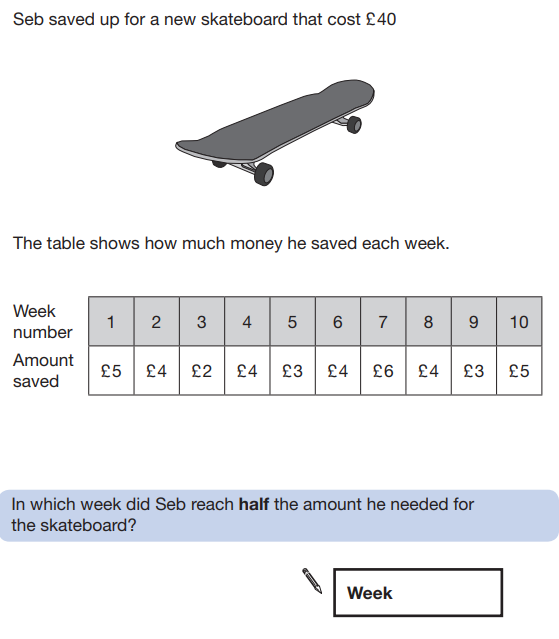 Seb saved up for a new skateboard that cost £40
The table shows how much money he saved each week.
Week number 1 2 3 4 5 6 7 8 9 10
Amount saved £5 £4 £2 £4 £3 £4 £6 £4 £3 £5
In which week did Seb reach half the amount he needed for
the skateboard?
Week